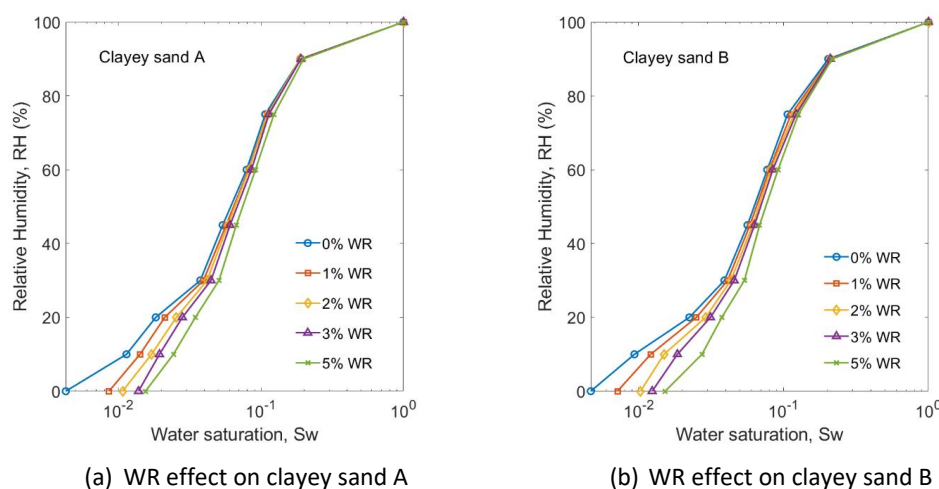 Clayey sand A
Relative Humidity, RH (%)
100
80
60
40
20
0
0% WR
1% WR
2% WR
3% WR
5% WR
10⁻² 10⁻¹ 10⁰
Water saturation, Sw
(a) WR effect on clayey sand A
Clayey sand B
Relative Humidity, RH (%)
100
80
60
40
20
0
0% WR
1% WR
2% WR
3% WR
5% WR
10⁻² 10⁻¹ 10⁰
Water saturation, Sw
(b) WR effect on clayey sand B